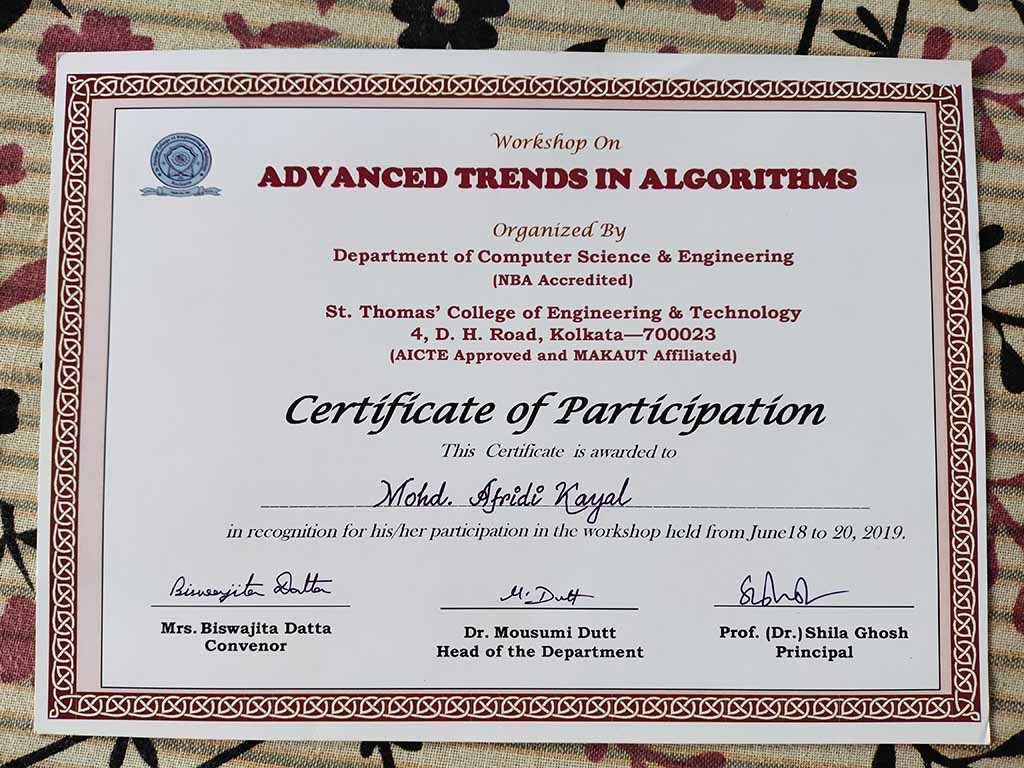 Workshop On
ADVANCED TRENDS IN ALGORITHMS
Organized By
Department of Computer Science & Engineering
(NBA Accredited)
St. Thomas' College of Engineering & Technology
4, D. H. Road, Kolkata—700023
(AICTE Approved and MAKAUT Affiliated)
Certificate of Participation
This Certificate is awarded to
Mohd. Afridi Kayal
in recognition for his/her participation in the workshop held from June18 to 20, 2019.
Biswajita Datta
M. Dutt
Mrs. Biswajita Datta
Convenor
Dr. Mousumi Dutt
Head of the Department
Prof. (Dr.) Shila Ghosh
Principal